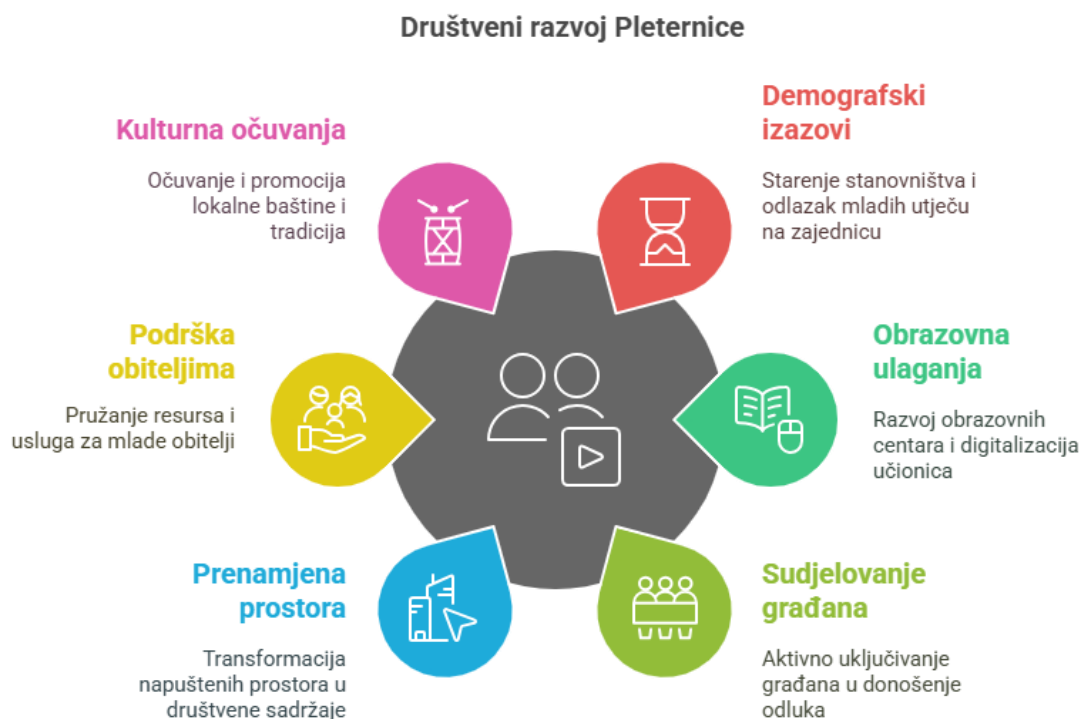 Društveni razvoj Pleternice
Kulturna očuvanja
Očuvanje i promocija
lokalne baštine i
tradicija
Demografski
izazovi
Starenje stanovništva i
odlazak mladih utječu
na zajednicu
Podrška
obiteljima
Pružanje resursa i
usluga za mlade obitelji
Obrazovna
ulaganja
Razvoj obrazovnih
centara i digitalizacija
učionica
Prenamjena
prostora
Transformacija
napuštenih prostora u
društvene sadržaje
Sudjelovanje
građana
Aktivno uključivanje
građana u donošenje
odluka